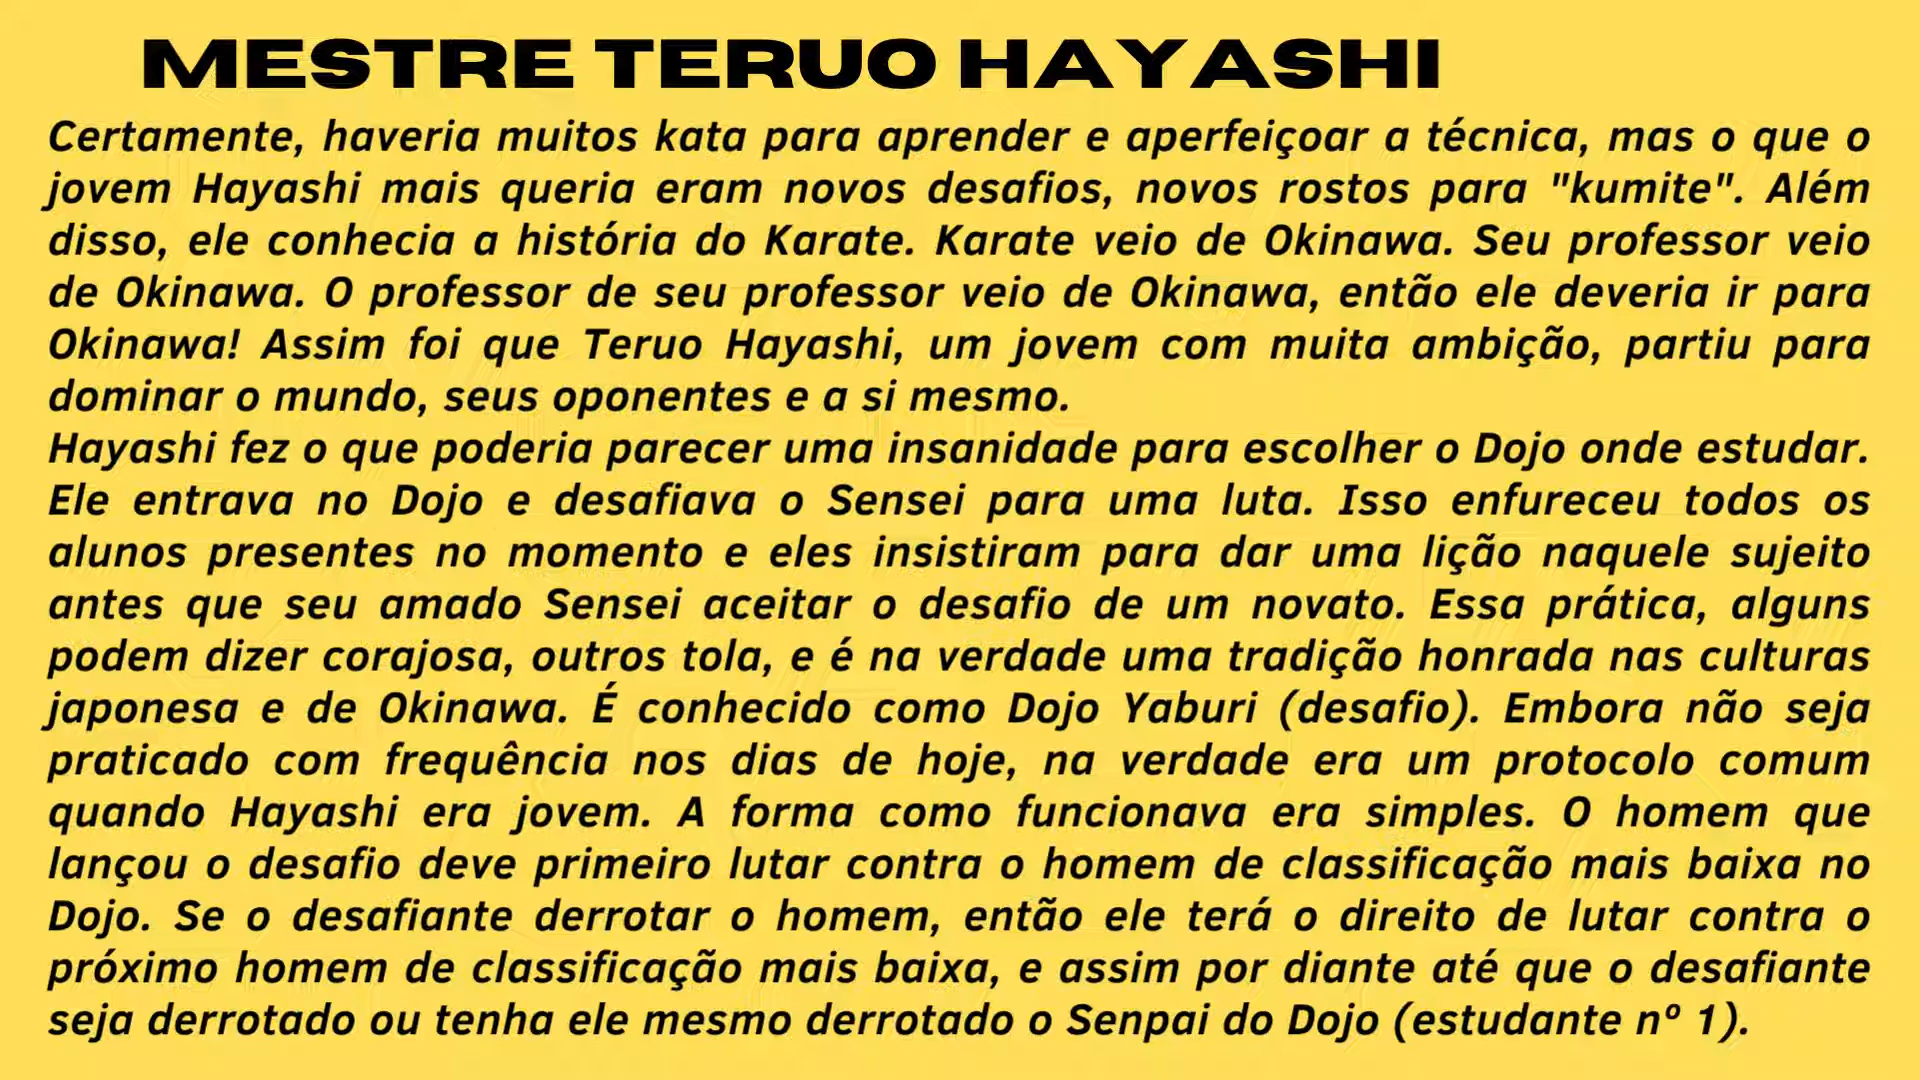 MESTRE TERUO HAYASHI
Certamente, haveria muitos kata para aprender e aperfeiçoar a técnica, mas o que o
jovem Hayashi mais queria eram novos desafios, novos rostos para "kumite". Além
disso, ele conhecia a história do Karate. Karate veio de Okinawa. Seu professor veio
de Okinawa. O professor de seu professor veio de Okinawa, então ele deveria ir para
Okinawa! Assim foi que Teruo Hayashi, um jovem com muita ambição, partiu para
dominar o mundo, seus oponentes e a si mesmo.
Hayashi fez o que poderia parecer uma insanidade para escolher o Dojo onde estudar.
Ele entrava no Dojo e desafiava o Sensei para uma luta. Isso enfureceu todos os
alunos presentes no momento e eles insistiram para dar uma lição naquele sujeito
antes que seu amado Sensei aceitar o desafio de um novato. Essa prática, alguns
podem dizer corajosa, outros tola, e é na verdade uma tradição honrada nas culturas
japonesa e de Okinawa. É conhecido como Dojo Yaburi (desafio). Embora não seja
praticado com frequência nos dias de hoje, na verdade era um protocolo comum
quando Hayashi era jovem. A forma como funcionava era simples. O homem que
lançou o desafio deve primeiro lutar contra o homem de classificação mais baixa no
Dojo. Se o desafiante derrotar o homem, então ele terá o direito de lutar contra o
próximo homem de classificação mais baixa, e assim por diante até que o desafiante
seja derrotado ou tenha ele mesmo derrotado o Senpai do Dojo (estudante nº 1).